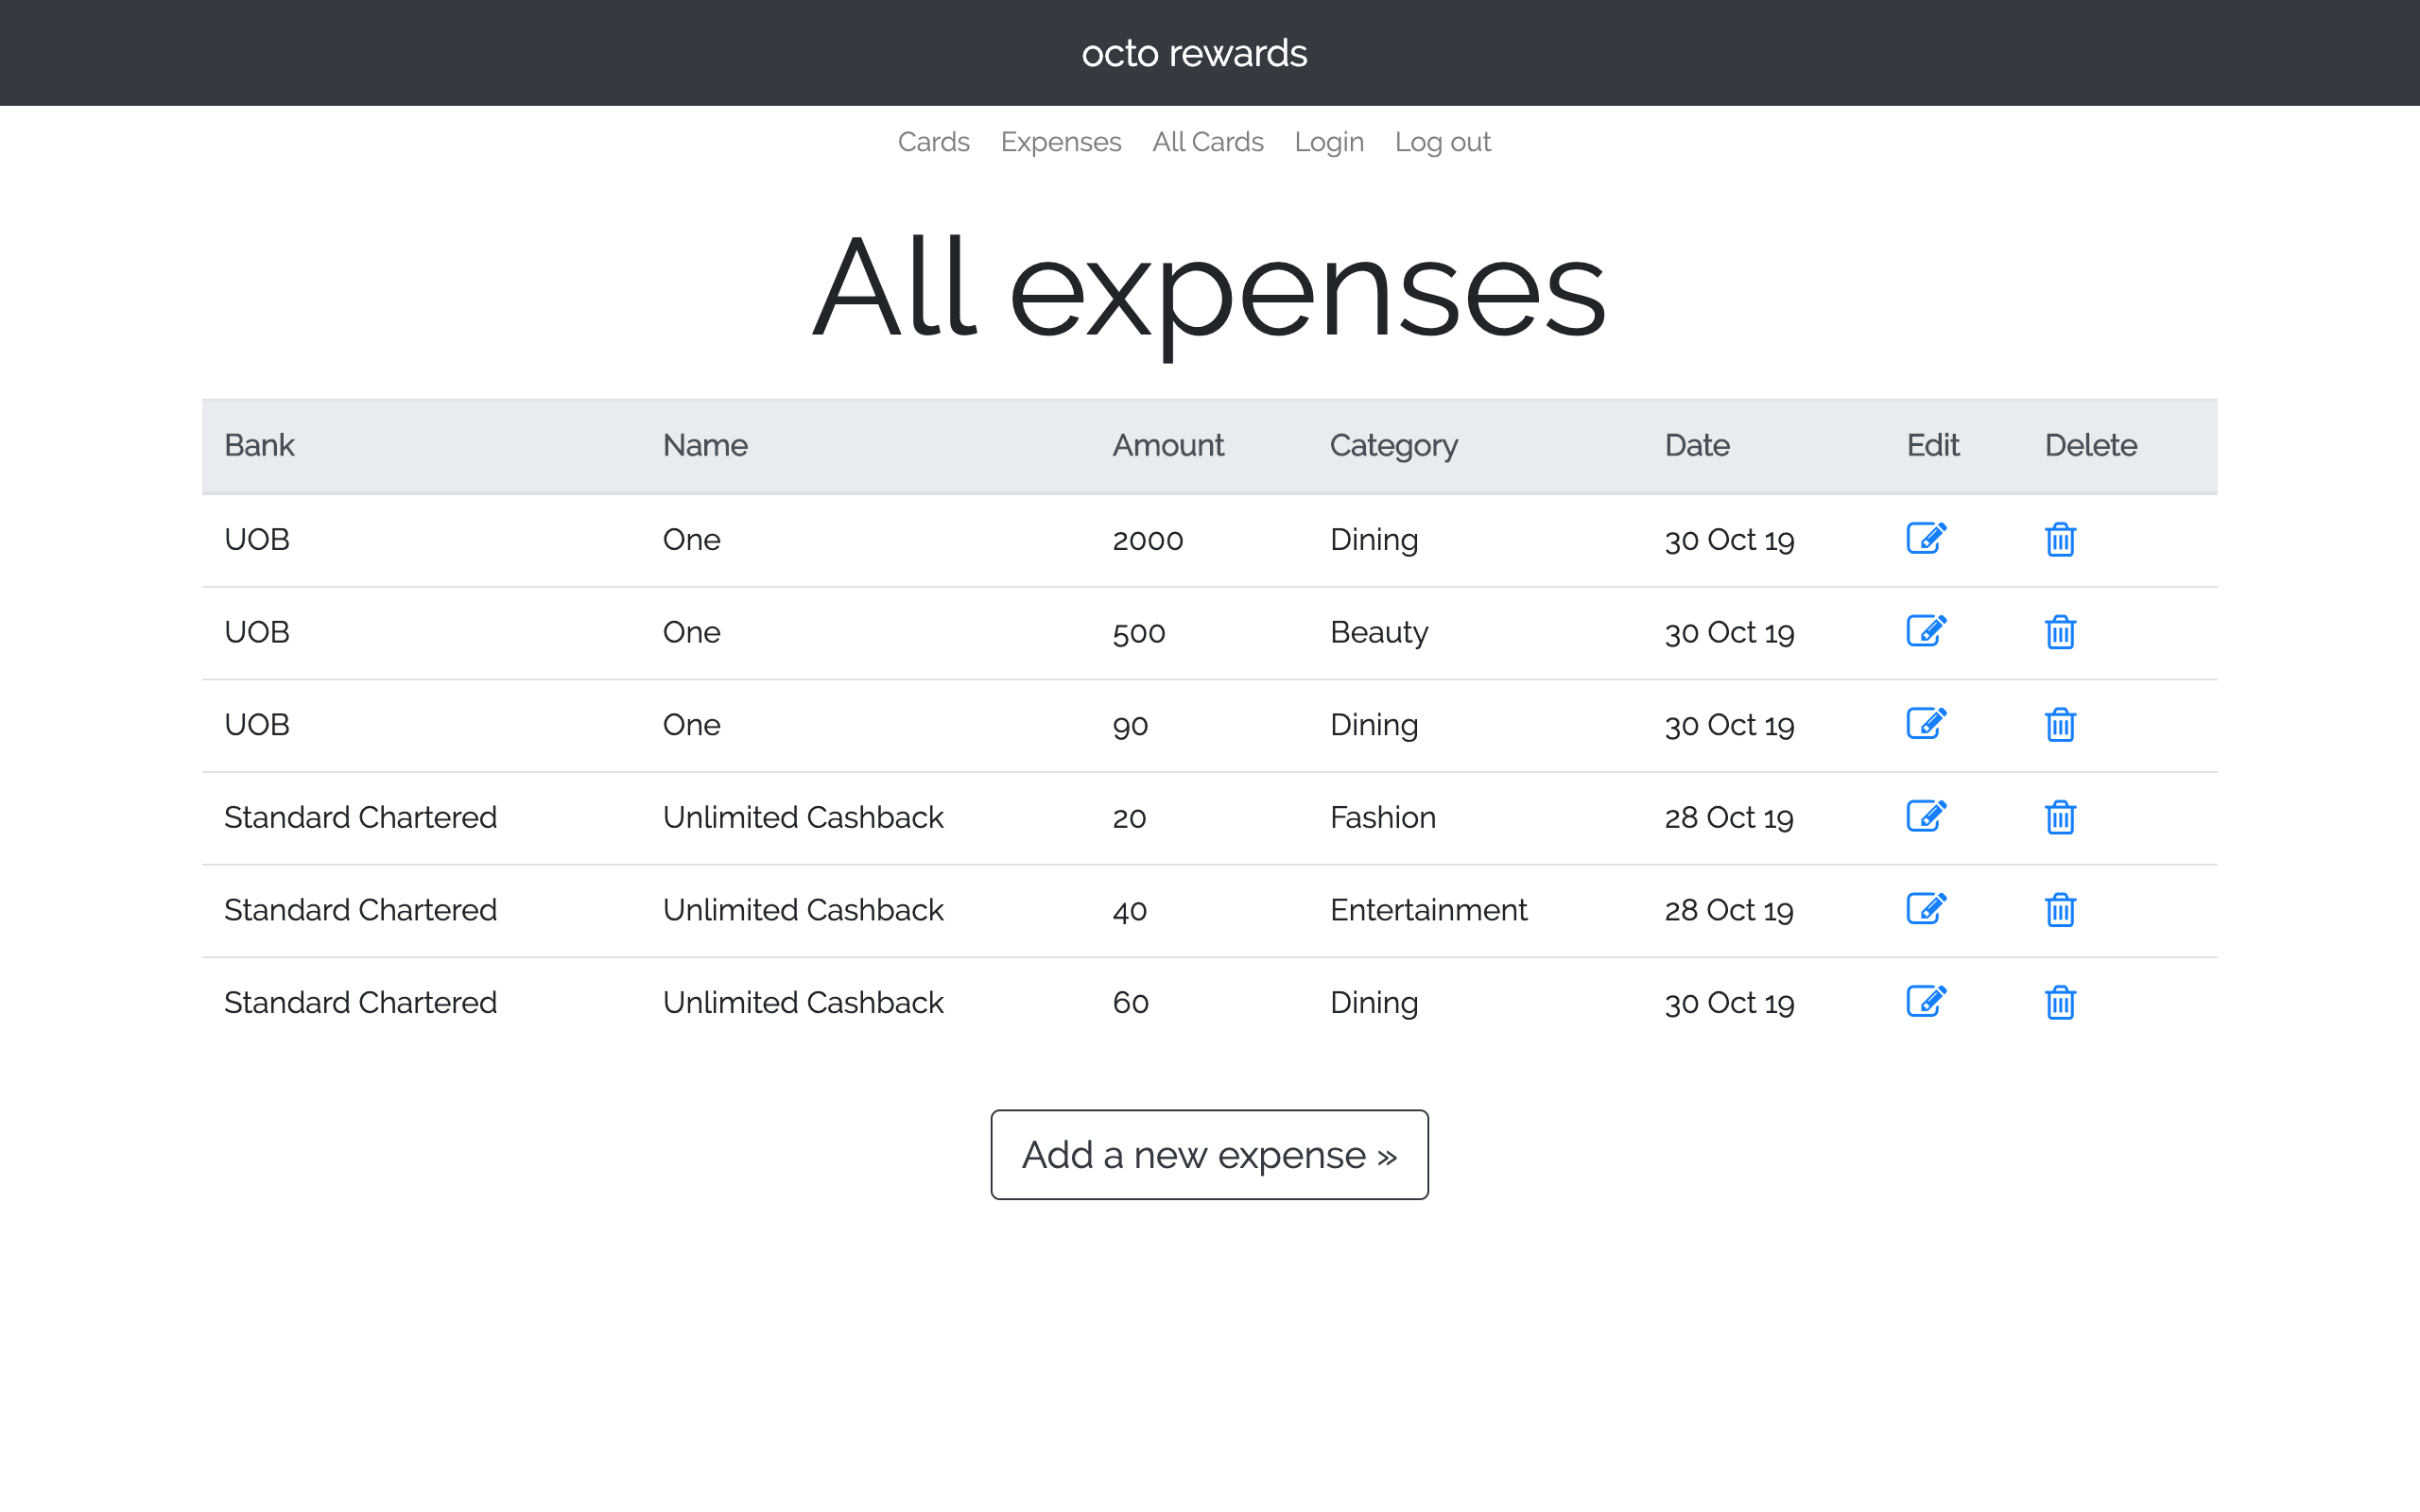 octo rewards
Cards Expenses All Cards Login Log out
All expenses
Bank Name Amount Category Date Edit Delete
UOB One 2000 Dining 30 Oct 19
UOB One 500 Beauty 30 Oct 19
UOB One 90 Dining 30 Oct 19
Standard Chartered Unlimited Cashback 20 Fashion 28 Oct 19
Standard Chartered Unlimited Cashback 40 Entertainment 28 Oct 19
Standard Chartered Unlimited Cashback 60 Dining 30 Oct 19
Add a new expense »